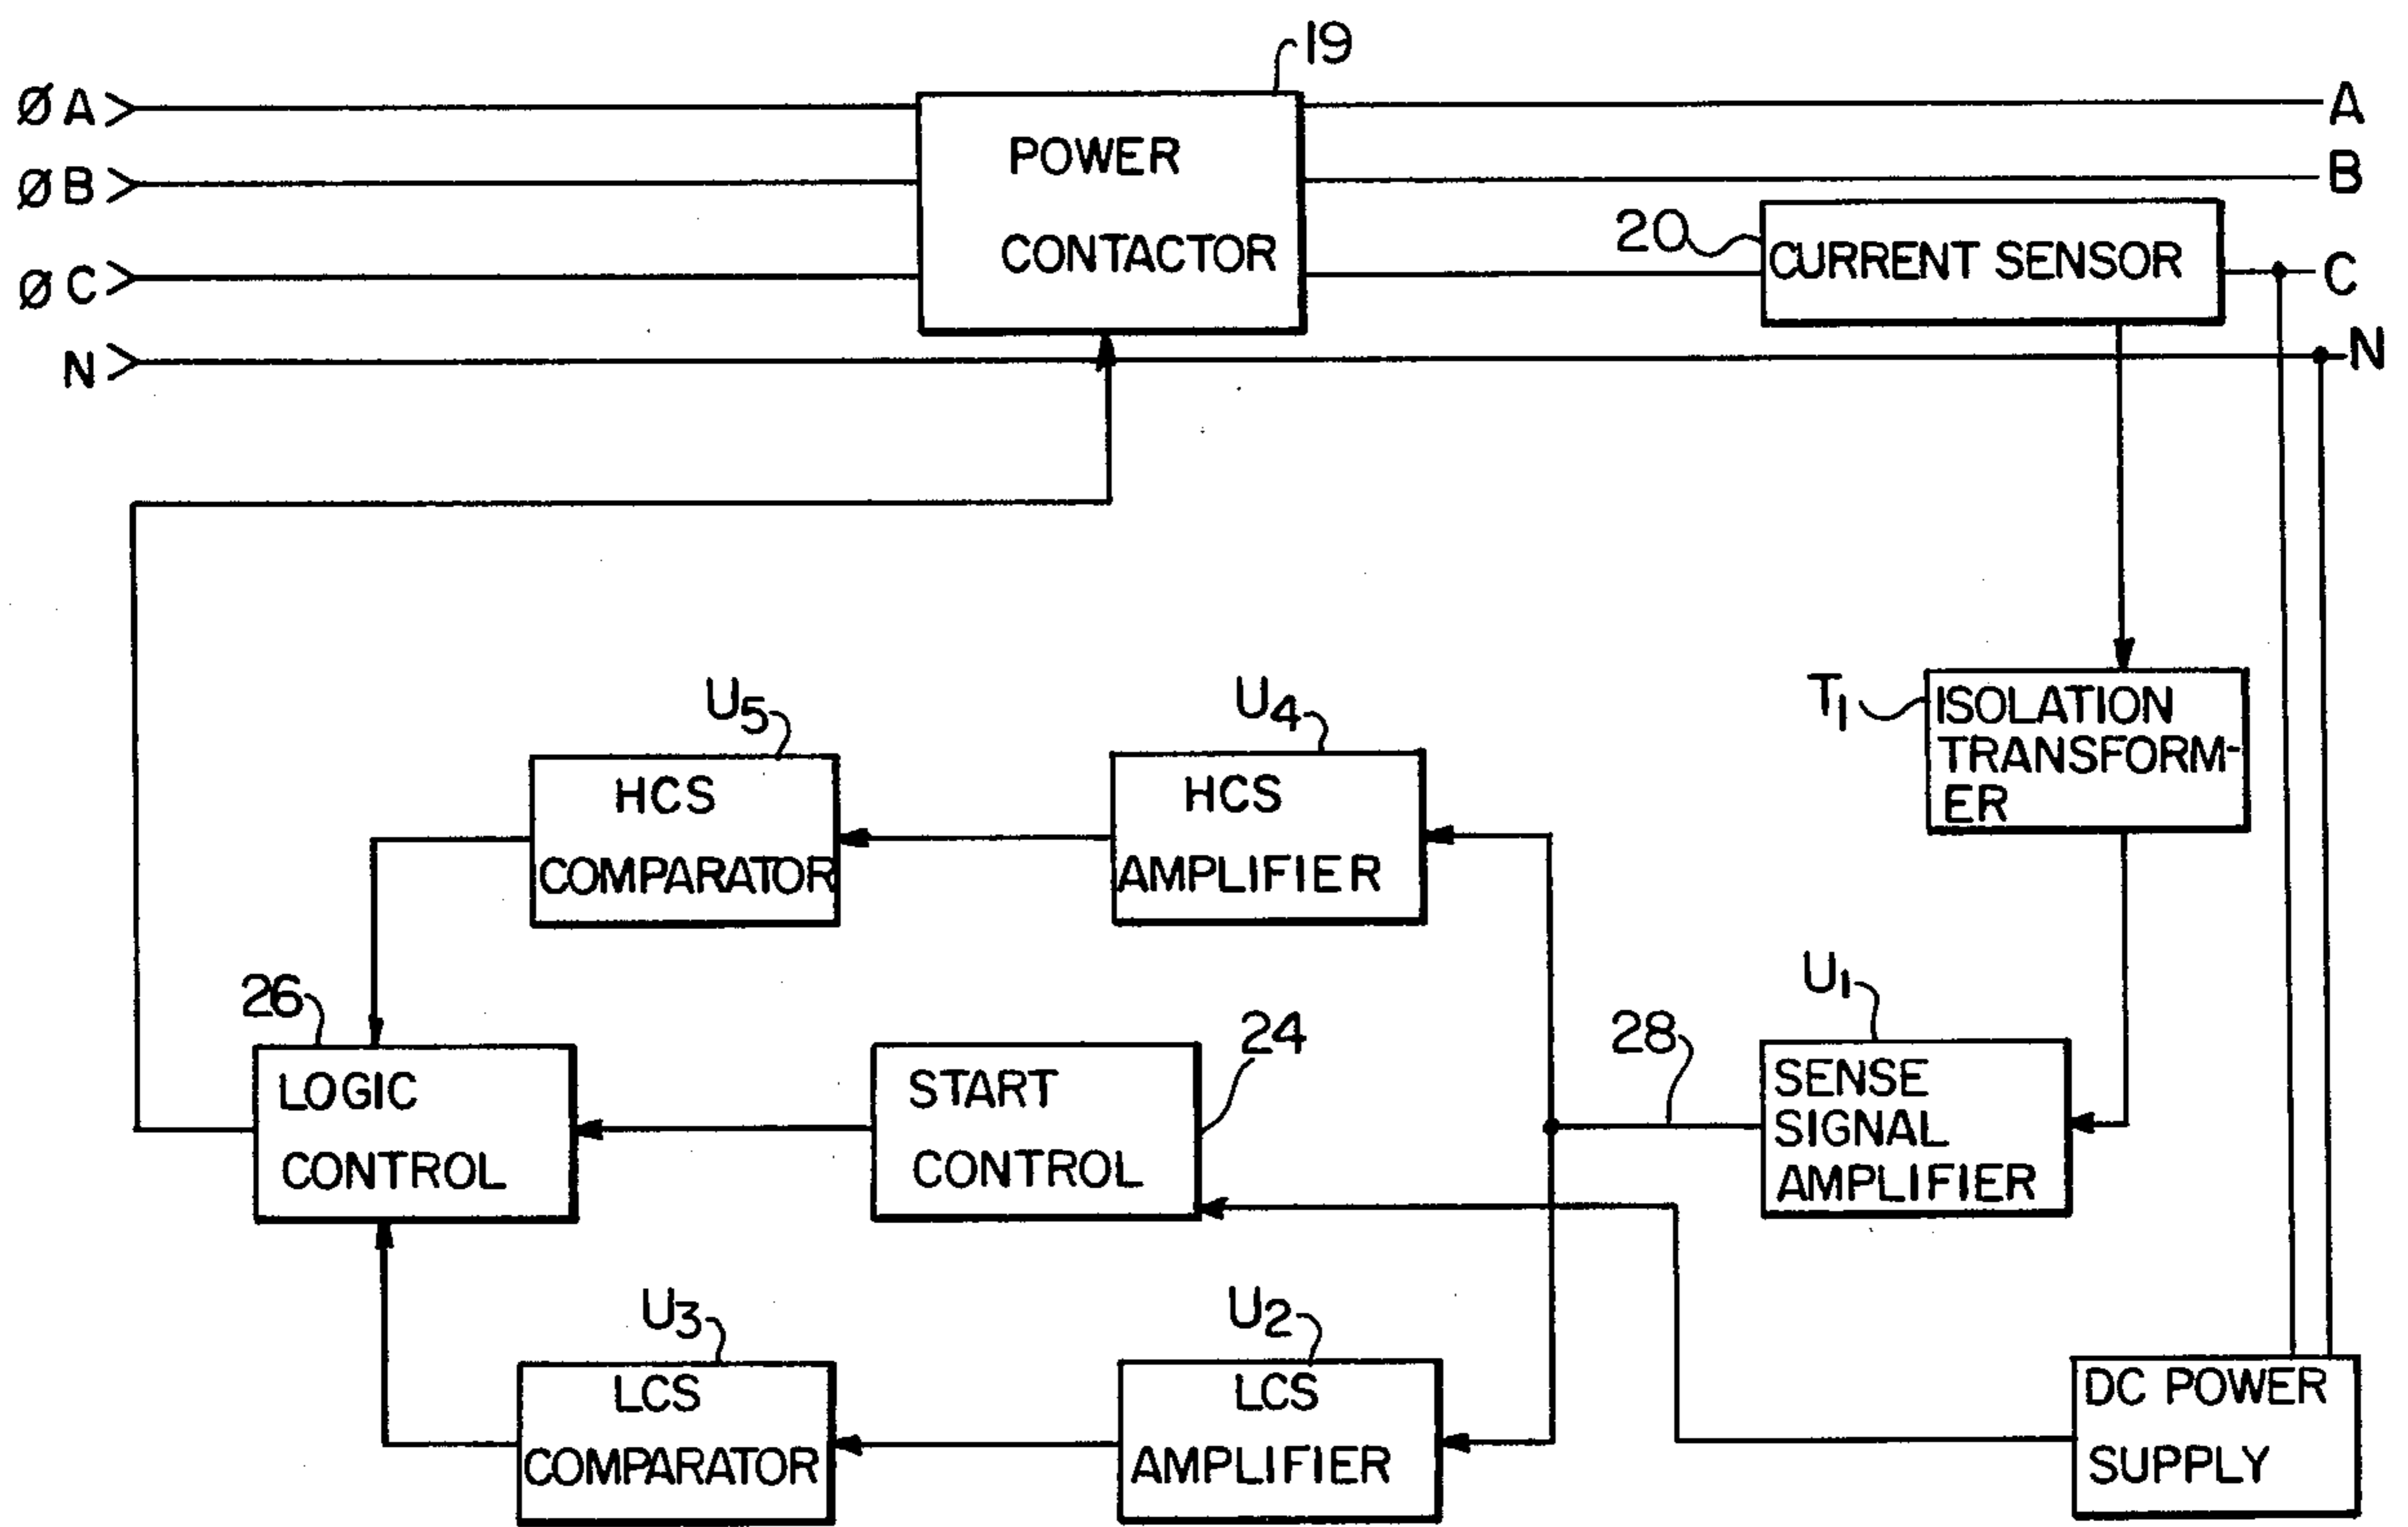 19
ØA
A
POWER
CONTACTOR
ØB
B
20
CURRENT SENSOR
ØC
C
N
N
U5
U4
T1
ISOLATION
TRANSFORM-
ER
HCS
COMPARATOR
HCS
AMPLIFIER
26
24
28
U1
LOGIC
CONTROL
START
CONTROL
SENSE
SIGNAL
AMPLIFIER
U3
U2
LCS
COMPARATOR
LCS
AMPLIFIER
DC POWER
SUPPLY